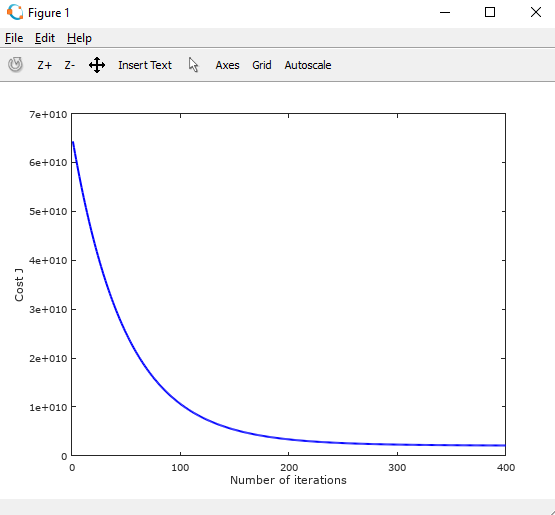 Figure 1
File Edit Help
Z+ Z- Insert Text Axes Grid Autoscale
7e+010
6e+010
5e+010
4e+010
3e+010
2e+010
1e+010
0
Cost J
0 100 200 300 400
Number of iterations